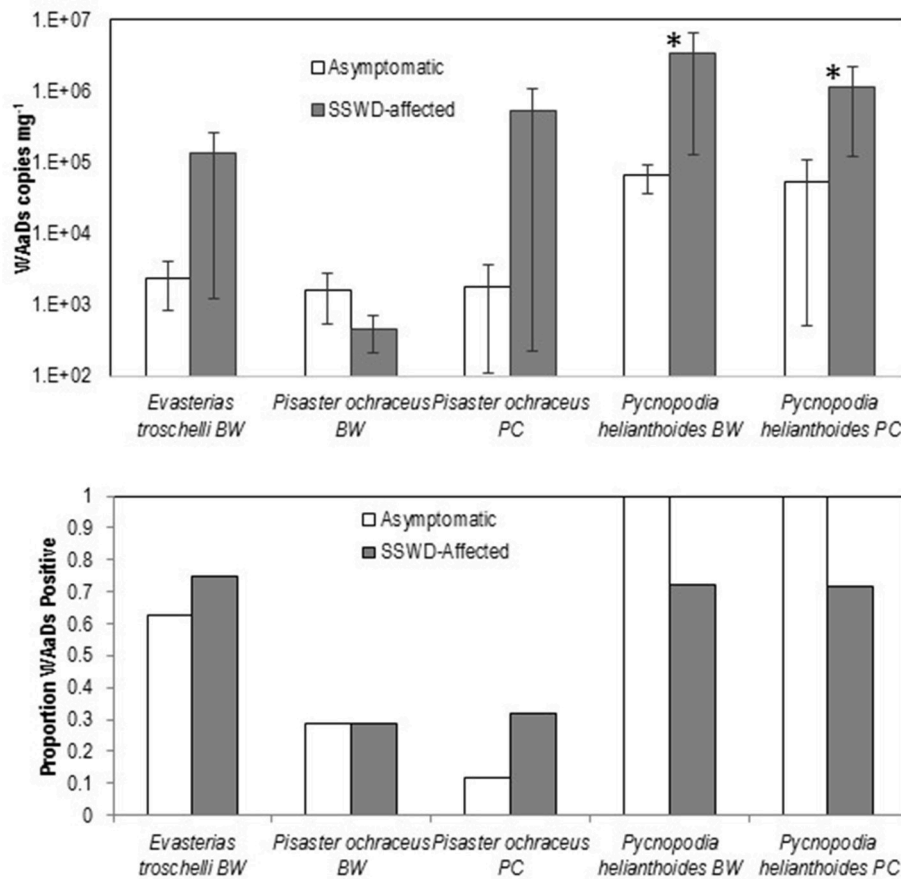 1.E+07
1.E+06
1.E+05
1.E+04
1.E+03
1.E+02
WAaDs copies mg-1
Asymptomatic
SSWD-affected
*
*
Evasterias
troschelli BW
Pisaster ochraceus
BW
Pisaster ochraceus
PC
Pycnopodia
helianthoides BW
Pycnopodia
helianthoides PC
1
0.9
0.8
0.7
0.6
0.5
0.4
0.3
0.2
0.1
0
Proportion WAaDs Positive
Asymptomatic
SSWD-Affected
Evasterias
troschelli BW
Pisaster ochraceus
BW
Pisaster ochraceus
PC
Pycnopodia
helianthoides BW
Pycnopodia
helianthoides PC